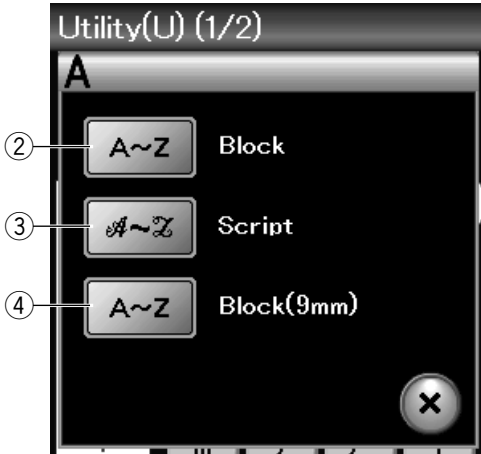 Utility(U) (1/2)
A
② A~Z Block
③ 𝒜~𝒵 Script
④ A~Z Block(9mm)
×